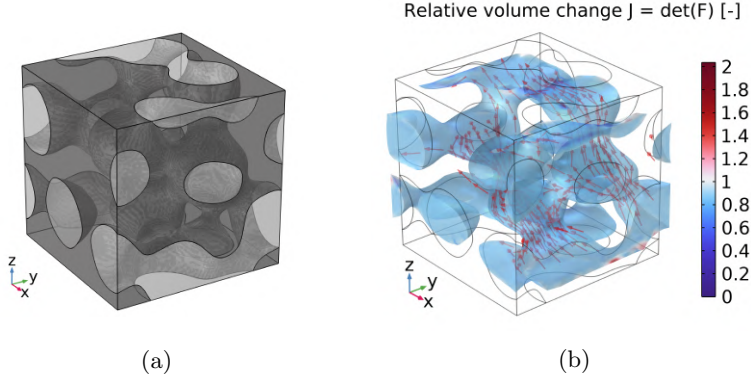 Relative volume change J = det(F) [-]
2
1.8
1.6
1.4
1.2
1
0.8
0.6
0.4
0.2
0
z
y
x
z
y
x
(a)
(b)